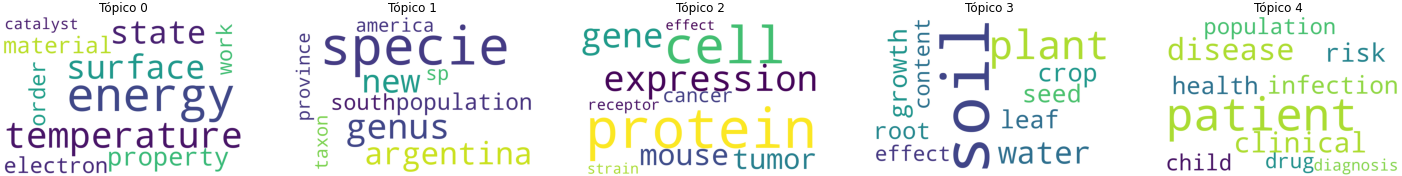 Tópico 0
catalyst
state
work
material
surface
order
energy
temperature
electron
property
Tópico 1
america
specie
province
new
sp
south
population
genus
taxon
argentina
Tópico 2
effect
gene
cell
expression
receptor
cancer
protein
mouse
tumor
strain
Tópico 3
growth
content
soil
plant
crop
seed
leaf
root
effect
water
Tópico 4
population
disease
risk
health
infection
patient
clinical
child
drug
diagnosis